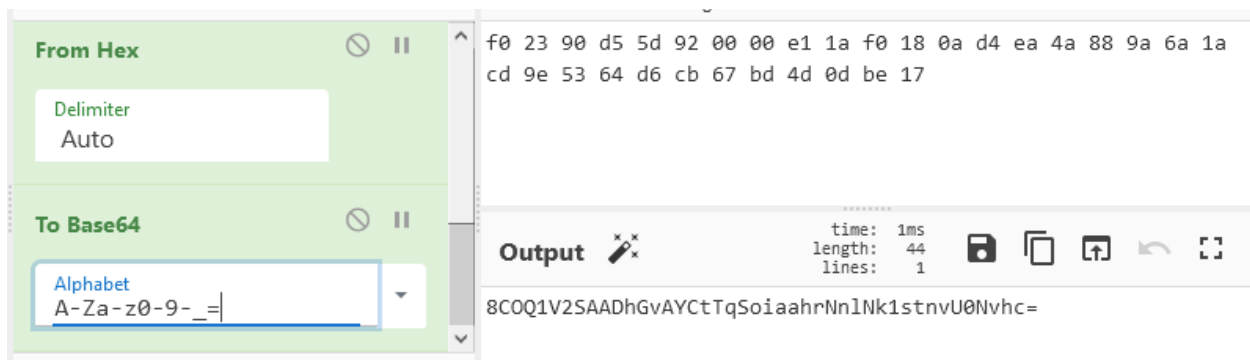 From Hex
Delimiter
Auto
To Base64
Alphabet
A-Za-z0-9-_=
f0 23 90 d5 5d 92 00 00 e1 1a f0 18 0a d4 ea 4a 88 9a 6a 1a
cd 9e 53 64 d6 cb 67 bd 4d 0d be 17
Output
time: 1ms
length: 44
lines: 1
8COQ1V2SAADhGvAYCtTqSoiaahrNnlNk1stnvU0Nvhc=